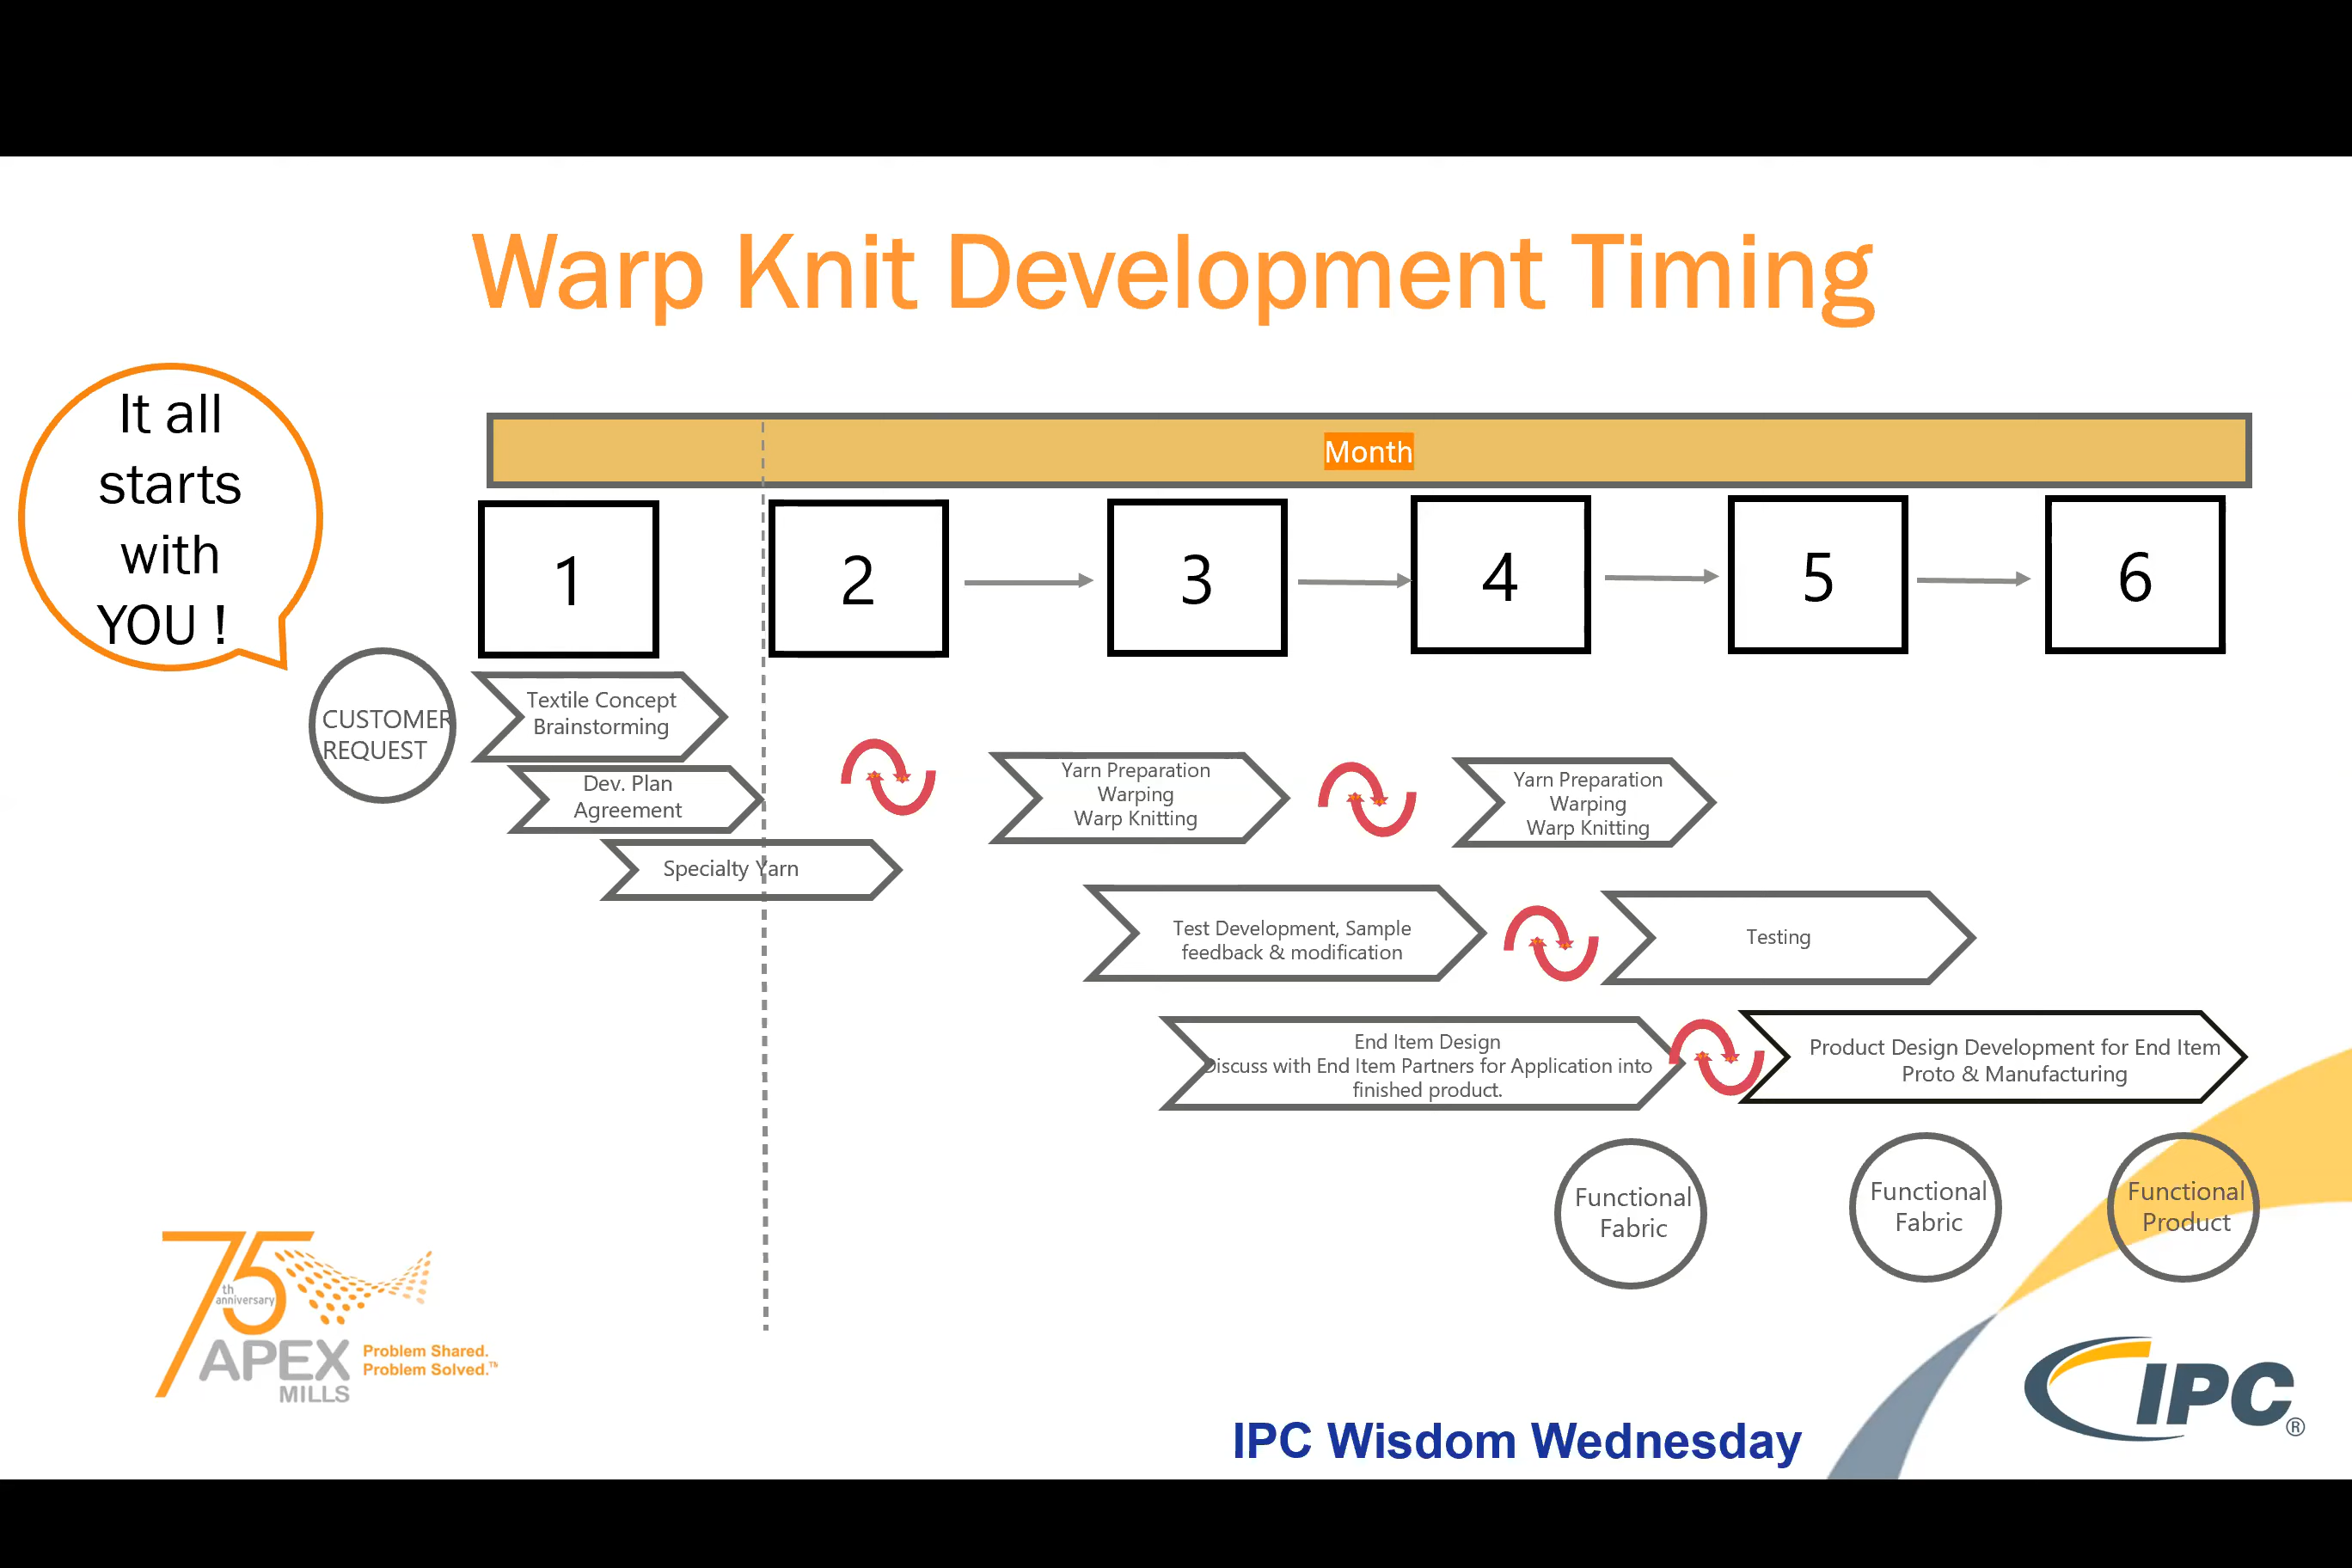 Warp Knit Development Timing
It all
starts
with
YOU !
Month
1
2
3
4
5
6
CUSTOMER
REQUEST
Textile Concept
Brainstorming
Dev. Plan
Agreement
Specialty Yarn
Yarn Preparation
Warping
Warp Knitting
Yarn Preparation
Warping
Warp Knitting
Test Development, Sample
feedback & modification
Testing
End Item Design
Discuss with End Item Partners for Application into
finished product.
Product Design Development for End Item
Proto & Manufacturing
Functional
Fabric
Functional
Fabric
Functional
Product
75
th
anniversary
APEX
MILLS
Problem Shared.
Problem Solved.™
IPC Wisdom Wednesday
IPC®